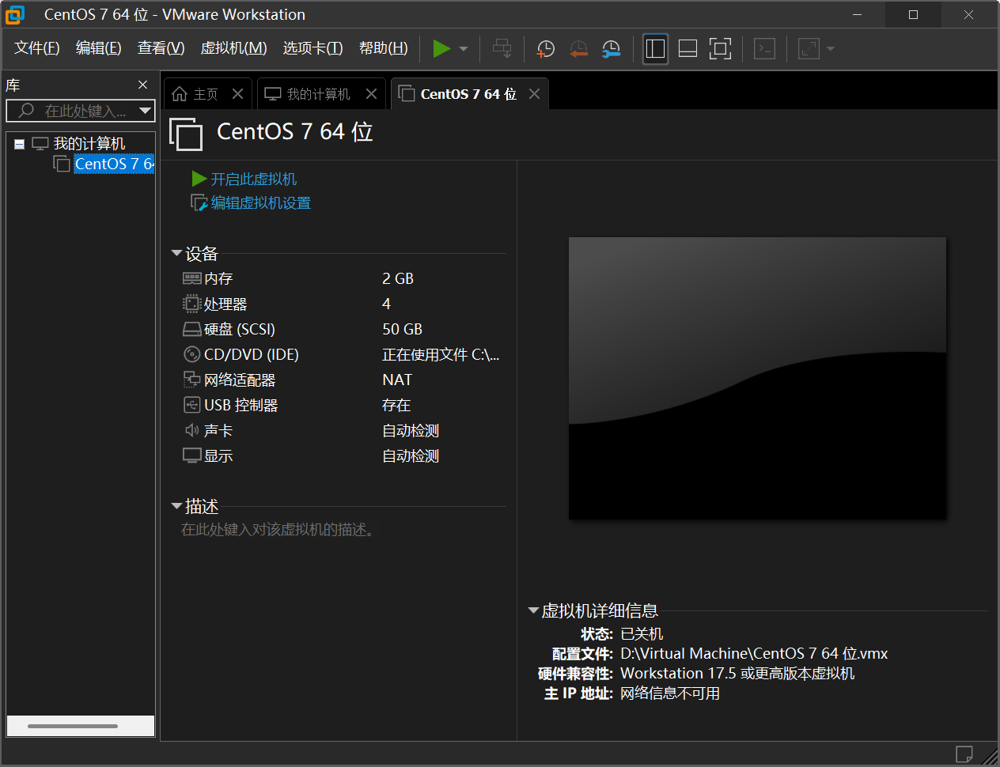 CentOS 7 64 位 - VMware Workstation
文件(F) 编辑(E) 查看(V) 虚拟机(M) 选项卡(T) 帮助(H)
库
在此处键入...
我的计算机
CentOS 7 64
主页
我的计算机
CentOS 7 64 位
CentOS 7 64 位
开启此虚拟机
编辑虚拟机设置
设备
内存 2 GB
处理器 4
硬盘 (SCSI) 50 GB
CD/DVD (IDE) 正在使用文件 C:\...
网络适配器 NAT
USB 控制器 存在
声卡 自动检测
显示 自动检测
描述
在此处键入对该虚拟机的描述。
虚拟机详细信息
状态: 已关机
配置文件: D:\Virtual Machine\CentOS 7 64 位.vmx
硬件兼容性: Workstation 17.5 或更高版本虚拟机
主 IP 地址: 网络信息不可用